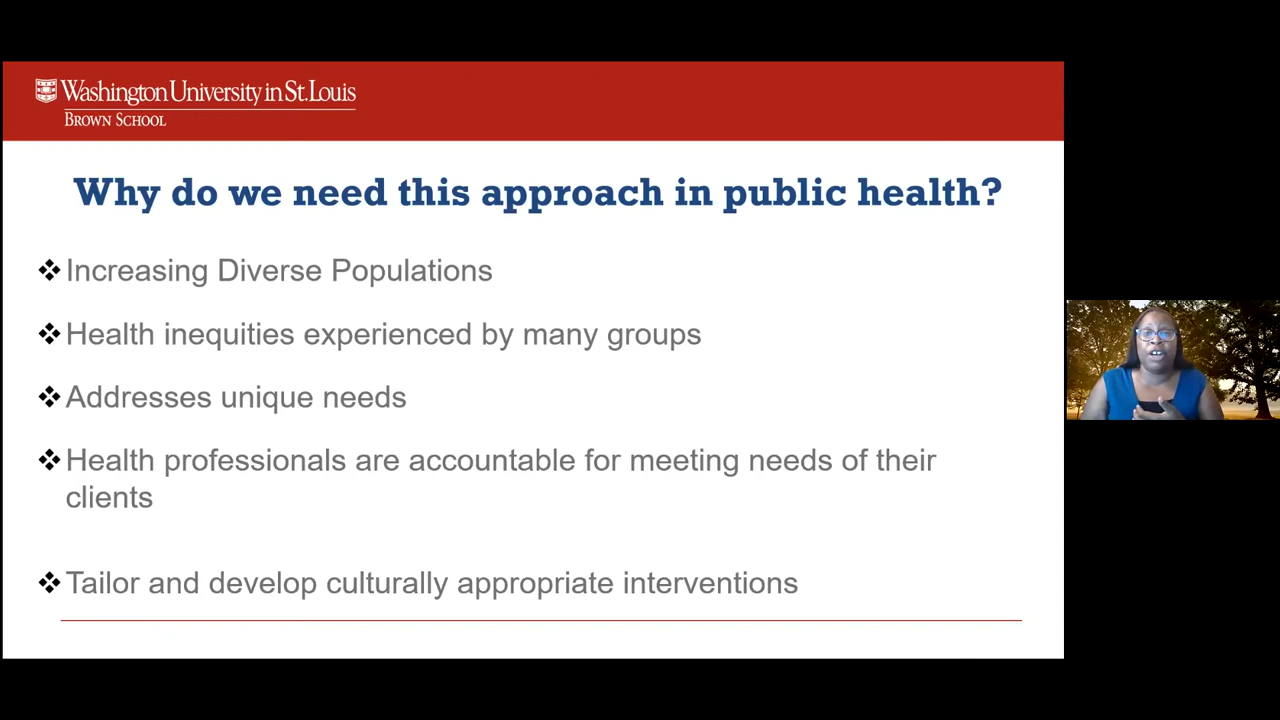 Washington University in St. Louis
BROWN SCHOOL
Why do we need this approach in public health?
❖ Increasing Diverse Populations
❖ Health inequities experienced by many groups
❖ Addresses unique needs
❖ Health professionals are accountable for meeting needs of their
clients
❖ Tailor and develop culturally appropriate interventions